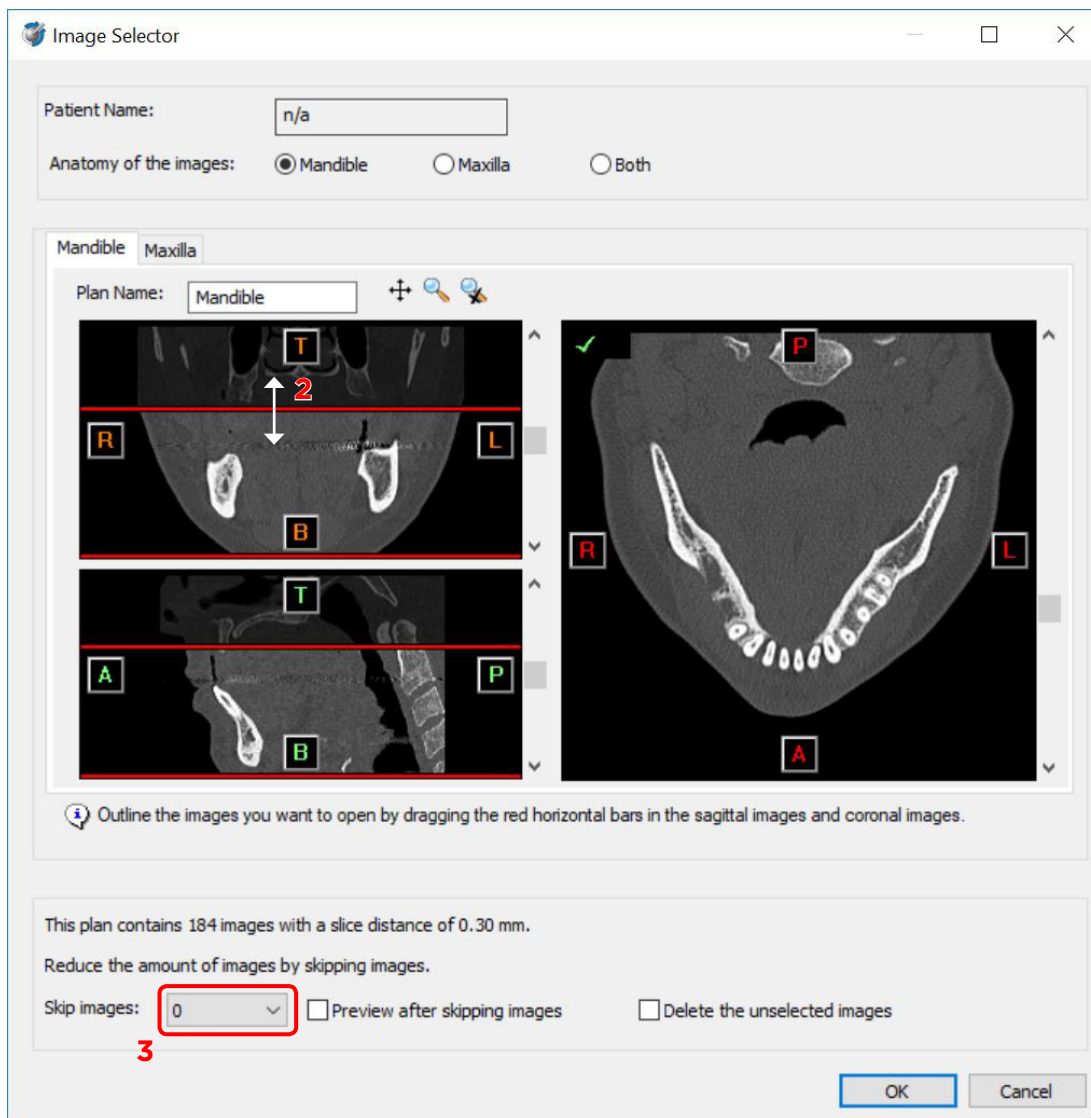 Image Selector
Patient Name: n/a
Anatomy of the images: Mandible Maxilla Both
Mandible Maxilla
Plan Name: Mandible
T
2
R L
B
T
A P
B
P
R L
A
Outline the images you want to open by dragging the red horizontal bars in the sagittal images and coronal images.
This plan contains 184 images with a slice distance of 0.30 mm.
Reduce the amount of images by skipping images.
Skip images: 0 Preview after skipping images Delete the unselected images
3
OK Cancel